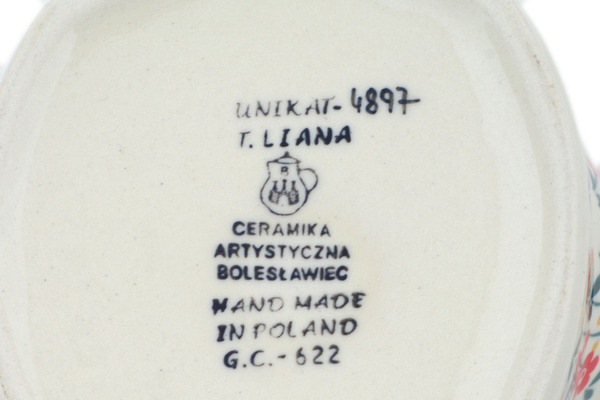 UNIKAT-4897
T. LIANA
B
CERAMIKA
ARTYSTYCZNA
BOLESŁAWIEC
HAND MADE
IN POLAND
G.C.-622